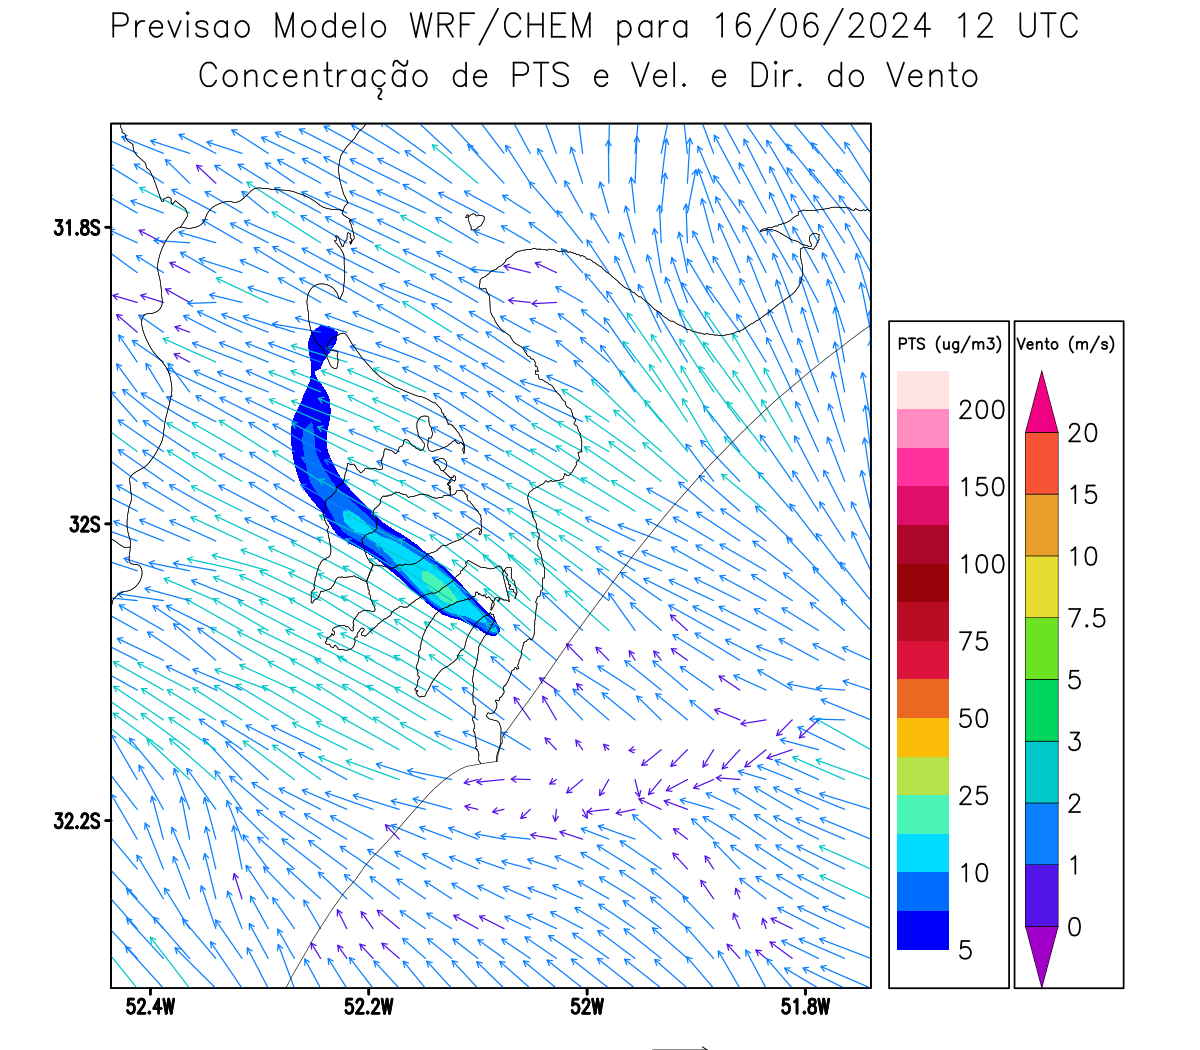 Previsao Modelo WRF/CHEM para 16/06/2024 12 UTC
Concentração de PTS e Vel. e Dir. do Vento
31.8S
32S
32.2S
52.4W 52.2W 52W 51.8W
PTS (ug/m3)
200
150
100
75
50
25
10
5
Vento (m/s)
20
15
10
7.5
5
3
2
1
0